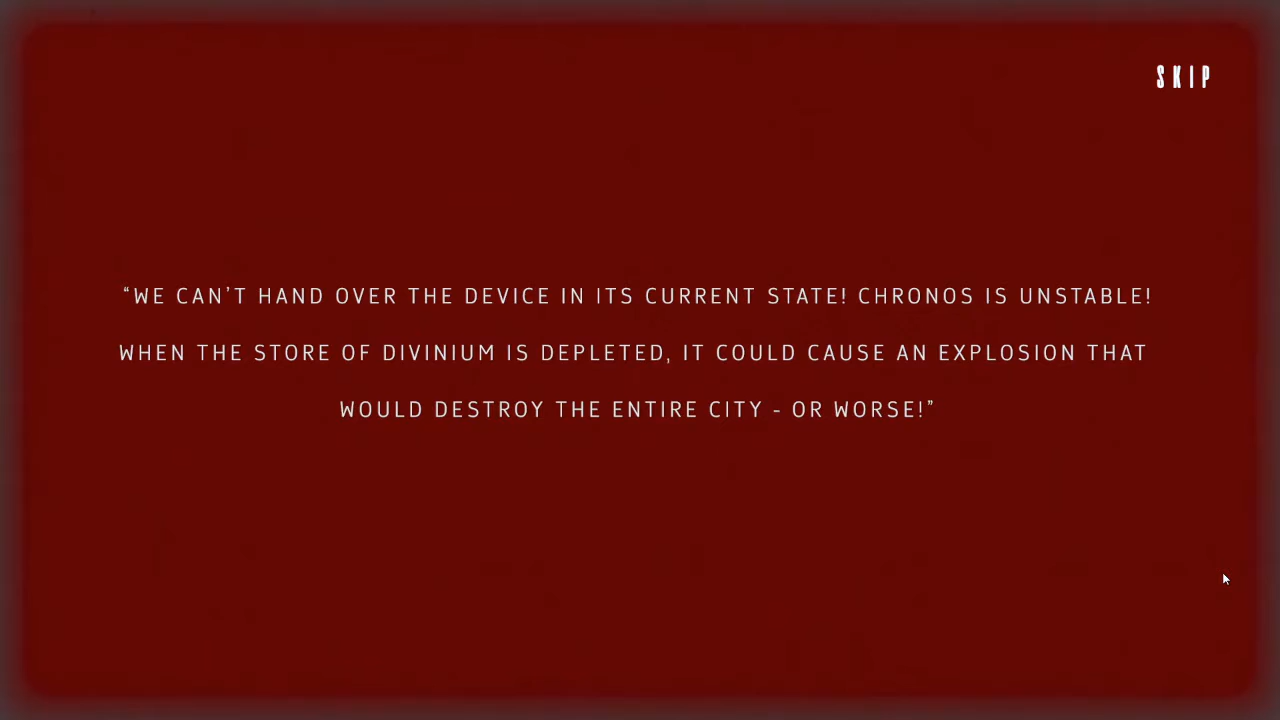 SKIP
“WE CAN’T HAND OVER THE DEVICE IN ITS CURRENT STATE! CHRONOS IS UNSTABLE!
WHEN THE STORE OF DIVINIUM IS DEPLETED, IT COULD CAUSE AN EXPLOSION THAT
WOULD DESTROY THE ENTIRE CITY - OR WORSE!”